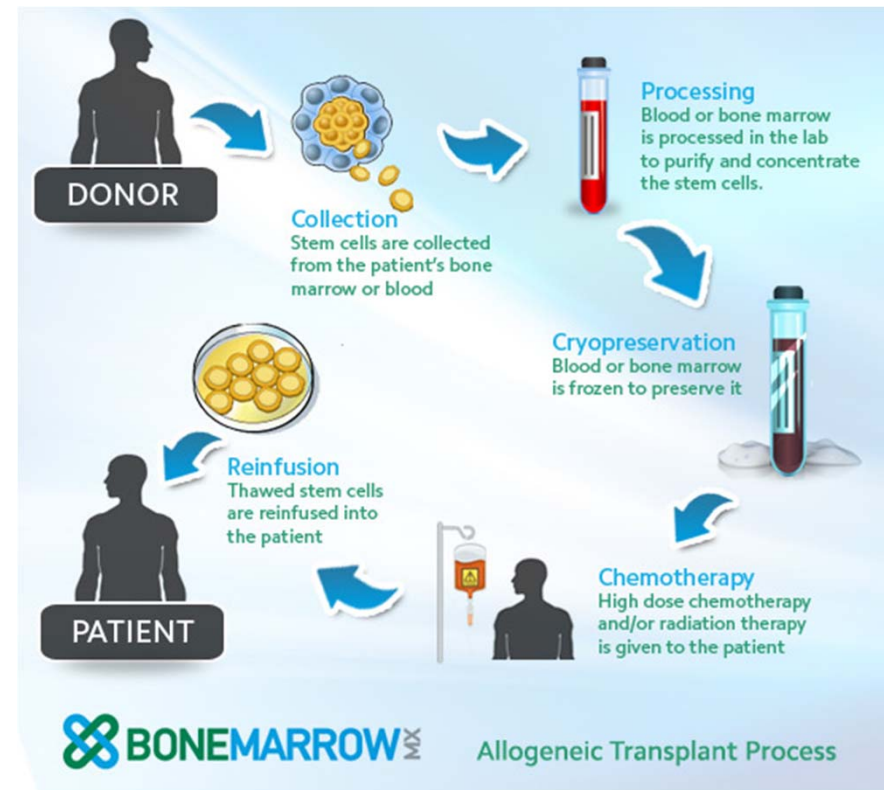 DONOR
Collection
Stem cells are collected
from the patient's bone
marrow or blood
Processing
Blood or bone marrow
is processed in the lab
to purify and concentrate
the stem cells.
Cryopreservation
Blood or bone marrow
is frozen to preserve it
Chemotherapy
High dose chemotherapy
and/or radiation therapy
is given to the patient
Reinfusion
Thawed stem cells
are reinfused into
the patient
PATIENT
BONEMARROW MX
Allogeneic Transplant Process